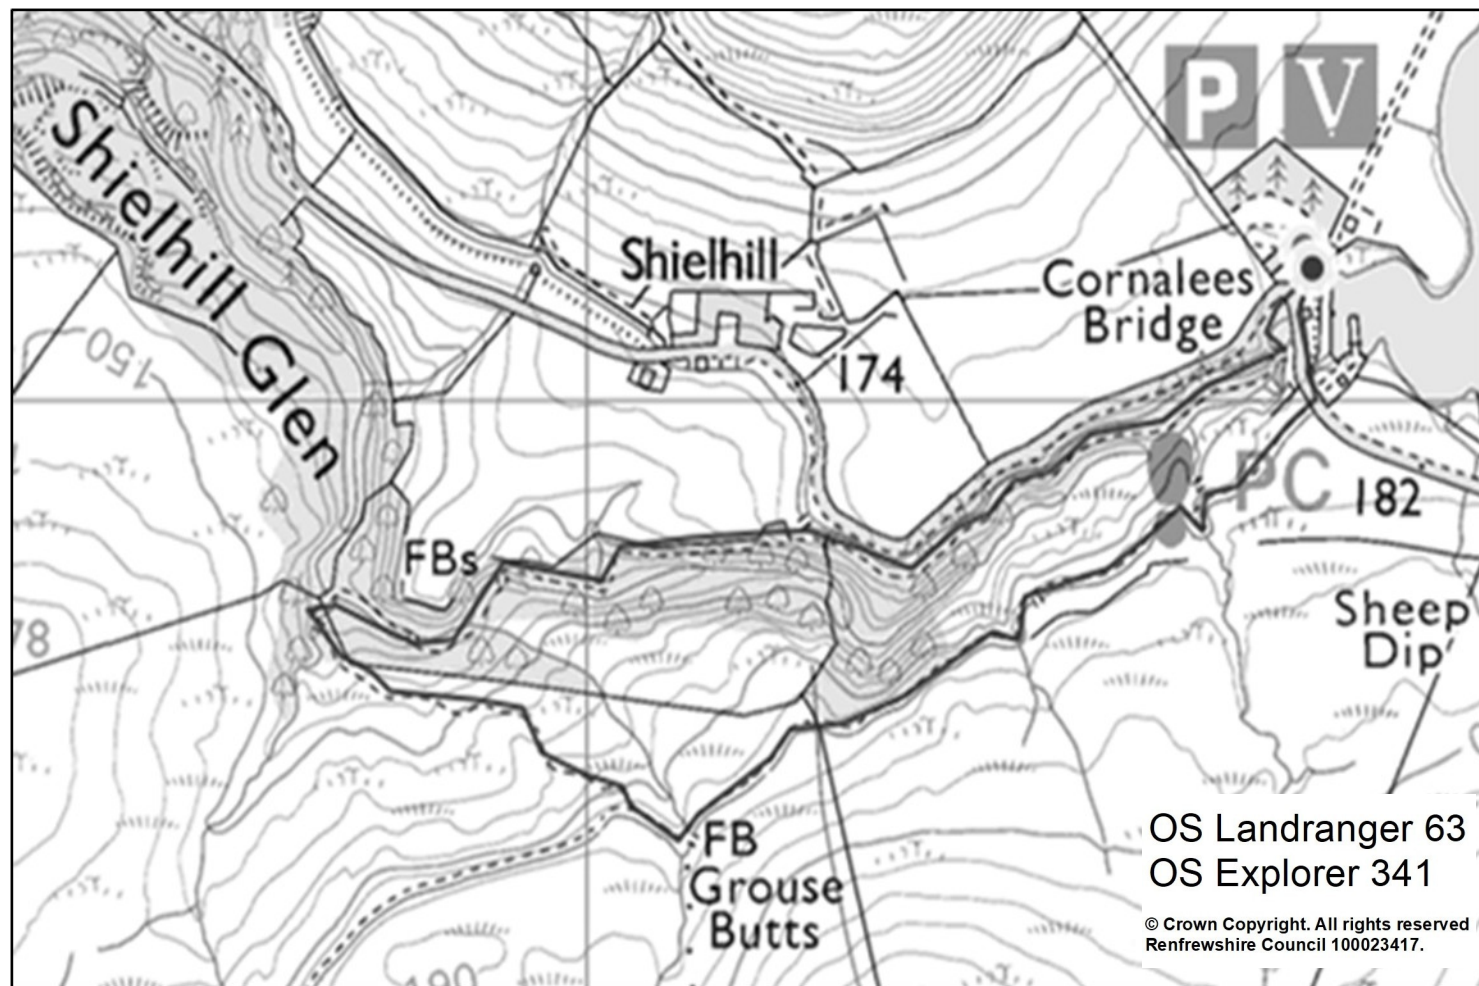 P V
Shielhill Glen
Shielhill
Cornalees
Bridge
150
174
PC
182
FBs
Sheep
Dip
78
FB
Grouse
Butts
190
OS Landranger 63
OS Explorer 341
© Crown Copyright. All rights reserved
Renfrewshire Council 100023417.